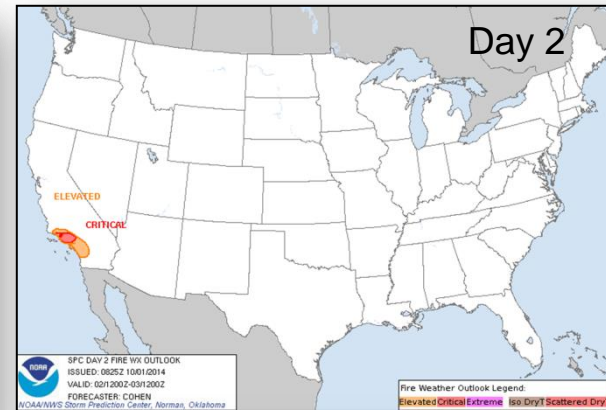 Day 2
ELEVATED
CRITICAL
NOAA
SPC DAY 2 FIRE WX OUTLOOK
ISSUED: 0825Z 10/01/2014
VALID: 02/1200Z-03/1200Z
FORECASTER: COHEN
NOAA/NWS Storm Prediction Center, Norman, Oklahoma
Fire Weather Outlook Legend:
Elevated Critical Extreme Iso DryT Scattered Dry